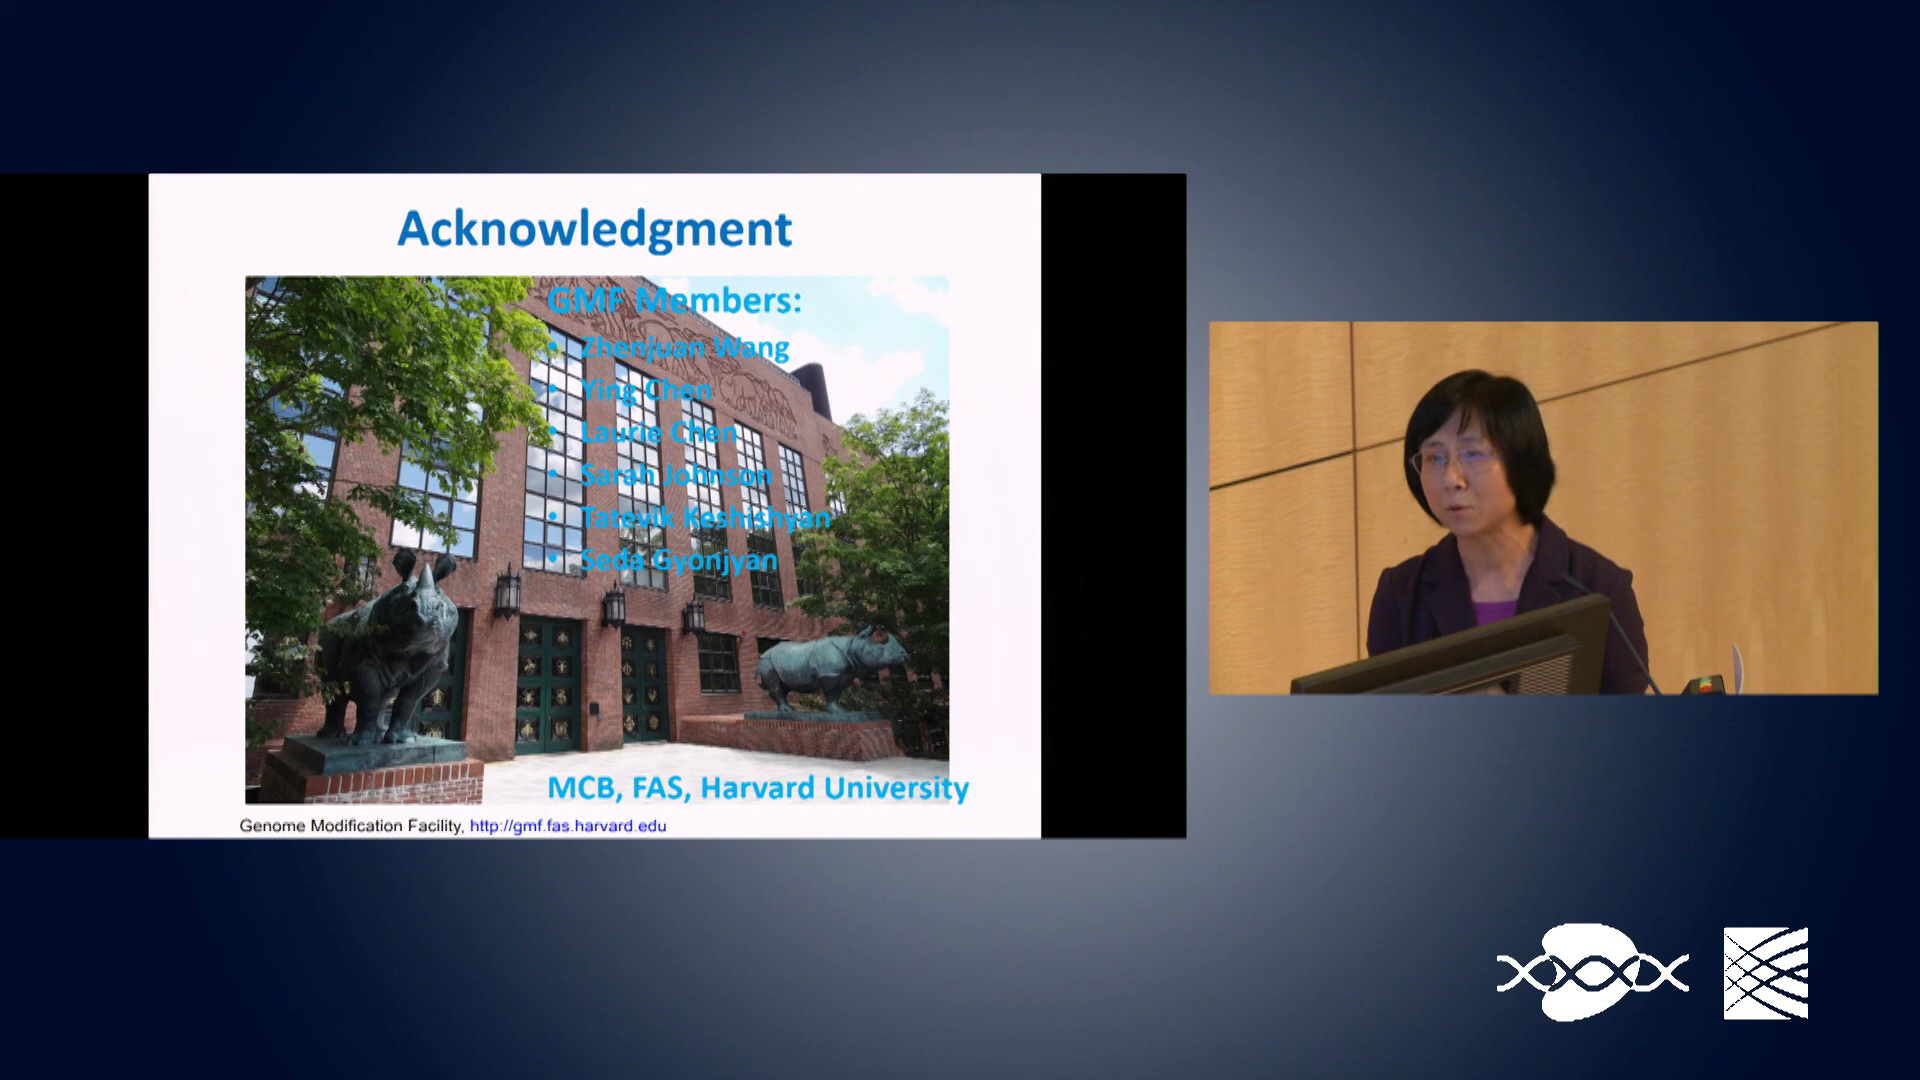 Acknowledgment
GMF Members:
• Zhenjuan Wang
• Ying Chen
• Laurie Chen
• Sarah Johnson
• Tatevik Keshishyan
• Seda Gyonjyan
MCB, FAS, Harvard University
Genome Modification Facility, http://gmf.fas.harvard.edu